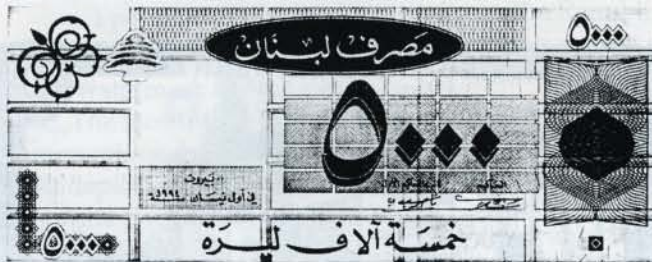 مصرف لبنان
٥٠٠٠
٥٠٠٠
بيروت
في أول نيسان ١٩٩٤
٥٠٠٠
خمسة آلاف ليرة